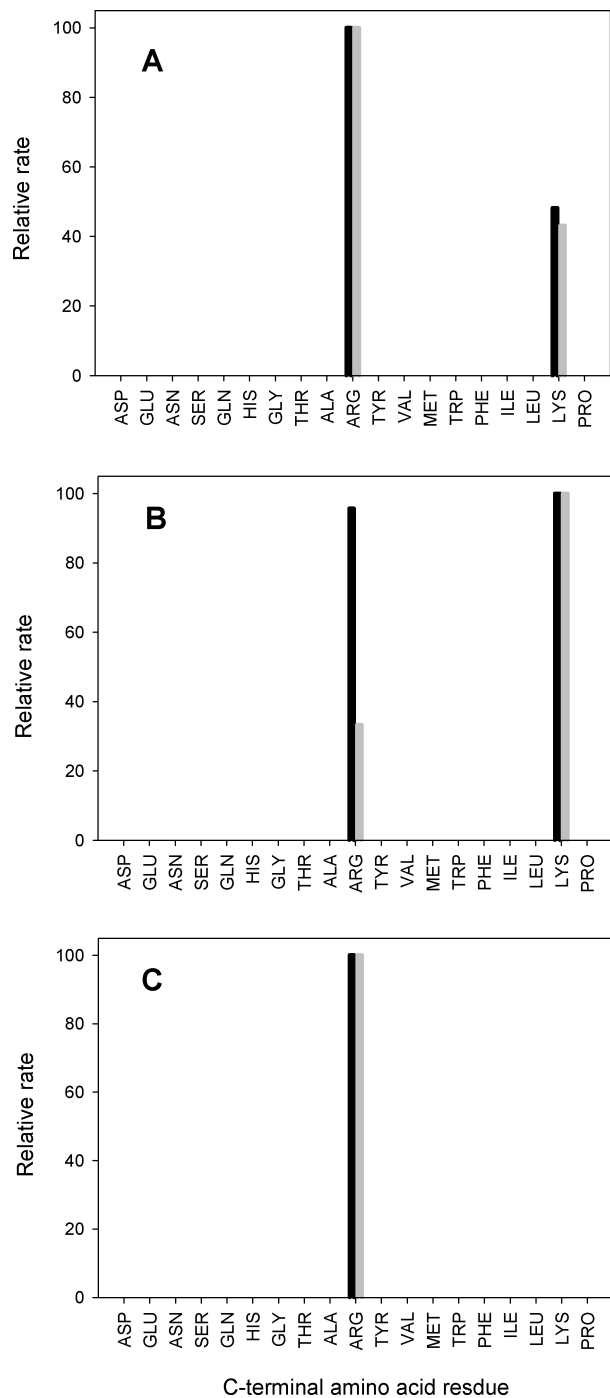 A
Relative rate
100
80
60
40
20
0
ASP GLU ASN SER GLN HIS GLY THR ALA ARG TYR VAL MET TRP PHE ILE LEU LYS PRO
B
Relative rate
100
80
60
40
20
0
ASP GLU ASN SER GLN HIS GLY THR ALA ARG TYR VAL MET TRP PHE ILE LEU LYS PRO
C
Relative rate
100
80
60
40
20
0
ASP GLU ASN SER GLN HIS GLY THR ALA ARG TYR VAL MET TRP PHE ILE LEU LYS PRO
C-terminal amino acid resdue